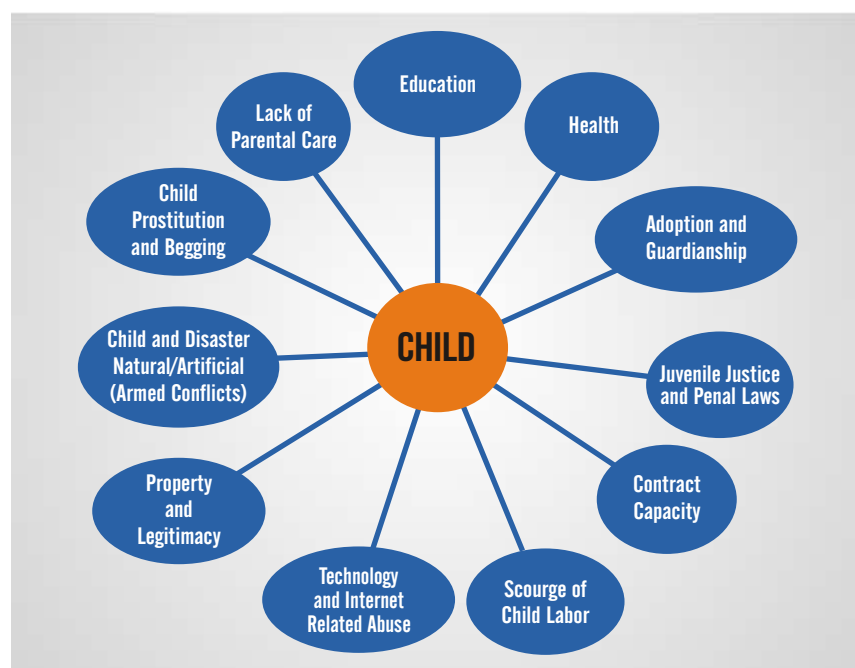 Education
Lack of
Parental Care
Health
Child
Prostitution
and Begging
Adoption and
Guardianship
CHILD
Child and Disaster
Natural/Artificial
(Armed Conflicts)
Juvenile Justice
and Penal Laws
Property
and
Legitimacy
Contract
Capacity
Technology
and Internet
Related Abuse
Scourge of
Child Labor